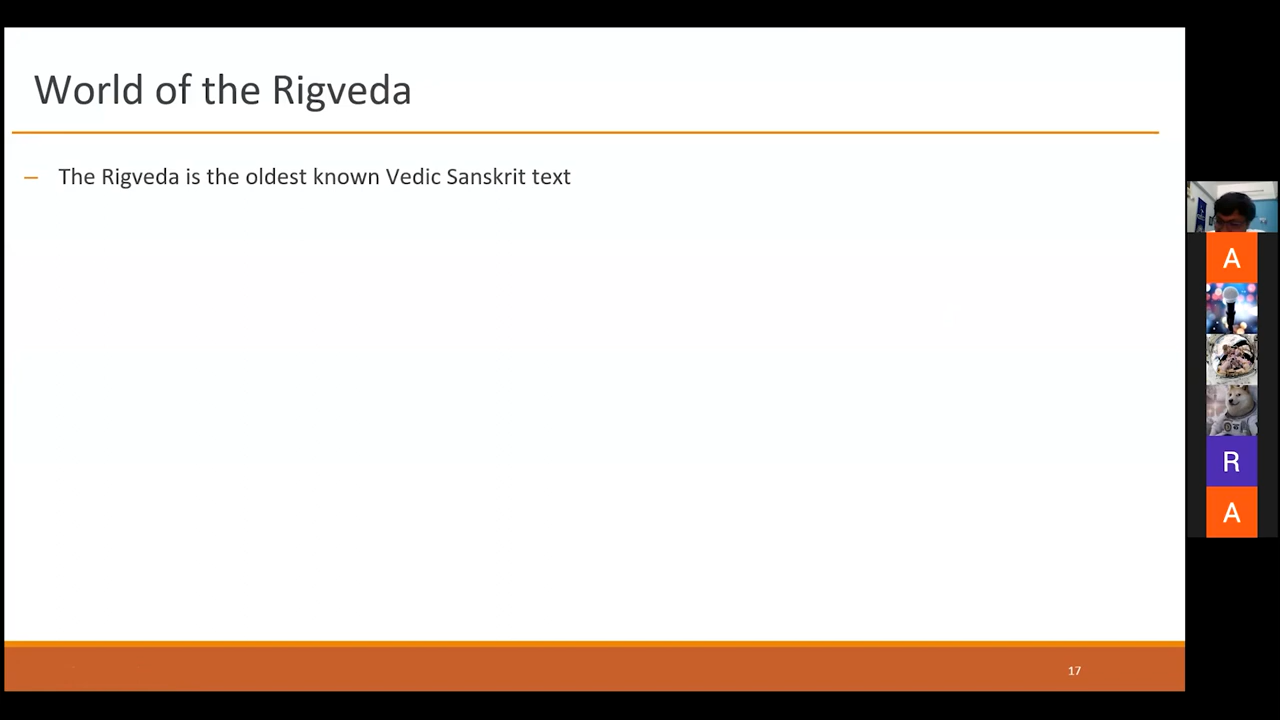 World of the Rigveda
– The Rigveda is the oldest known Vedic Sanskrit text
A
R
A
17